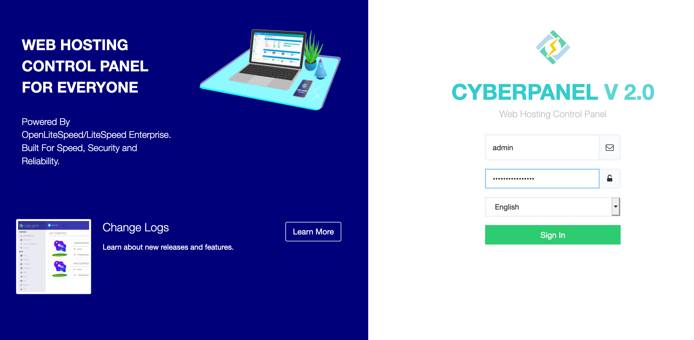 WEB HOSTING
CONTROL PANEL
FOR EVERYONE
Powered By
OpenLiteSpeed/LiteSpeed Enterprise.
Built For Speed, Security and
Reliability.
Change Logs
Learn about new releases and features.
Learn More
CYBERPANEL V 2.0
Web Hosting Control Panel
admin
English
Sign In